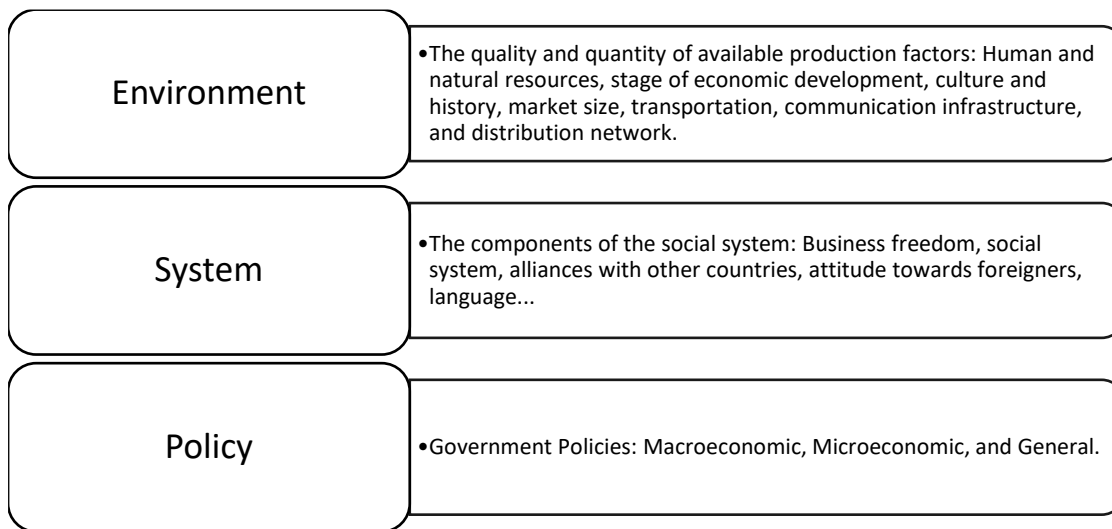 Environment
•The quality and quantity of available production factors: Human and
natural resources, stage of economic development, culture and
history, market size, transportation, communication infrastructure,
and distribution network.
System
•The components of the social system: Business freedom, social
system, alliances with other countries, attitude towards foreigners,
language...
Policy
•Government Policies: Macroeconomic, Microeconomic, and General.